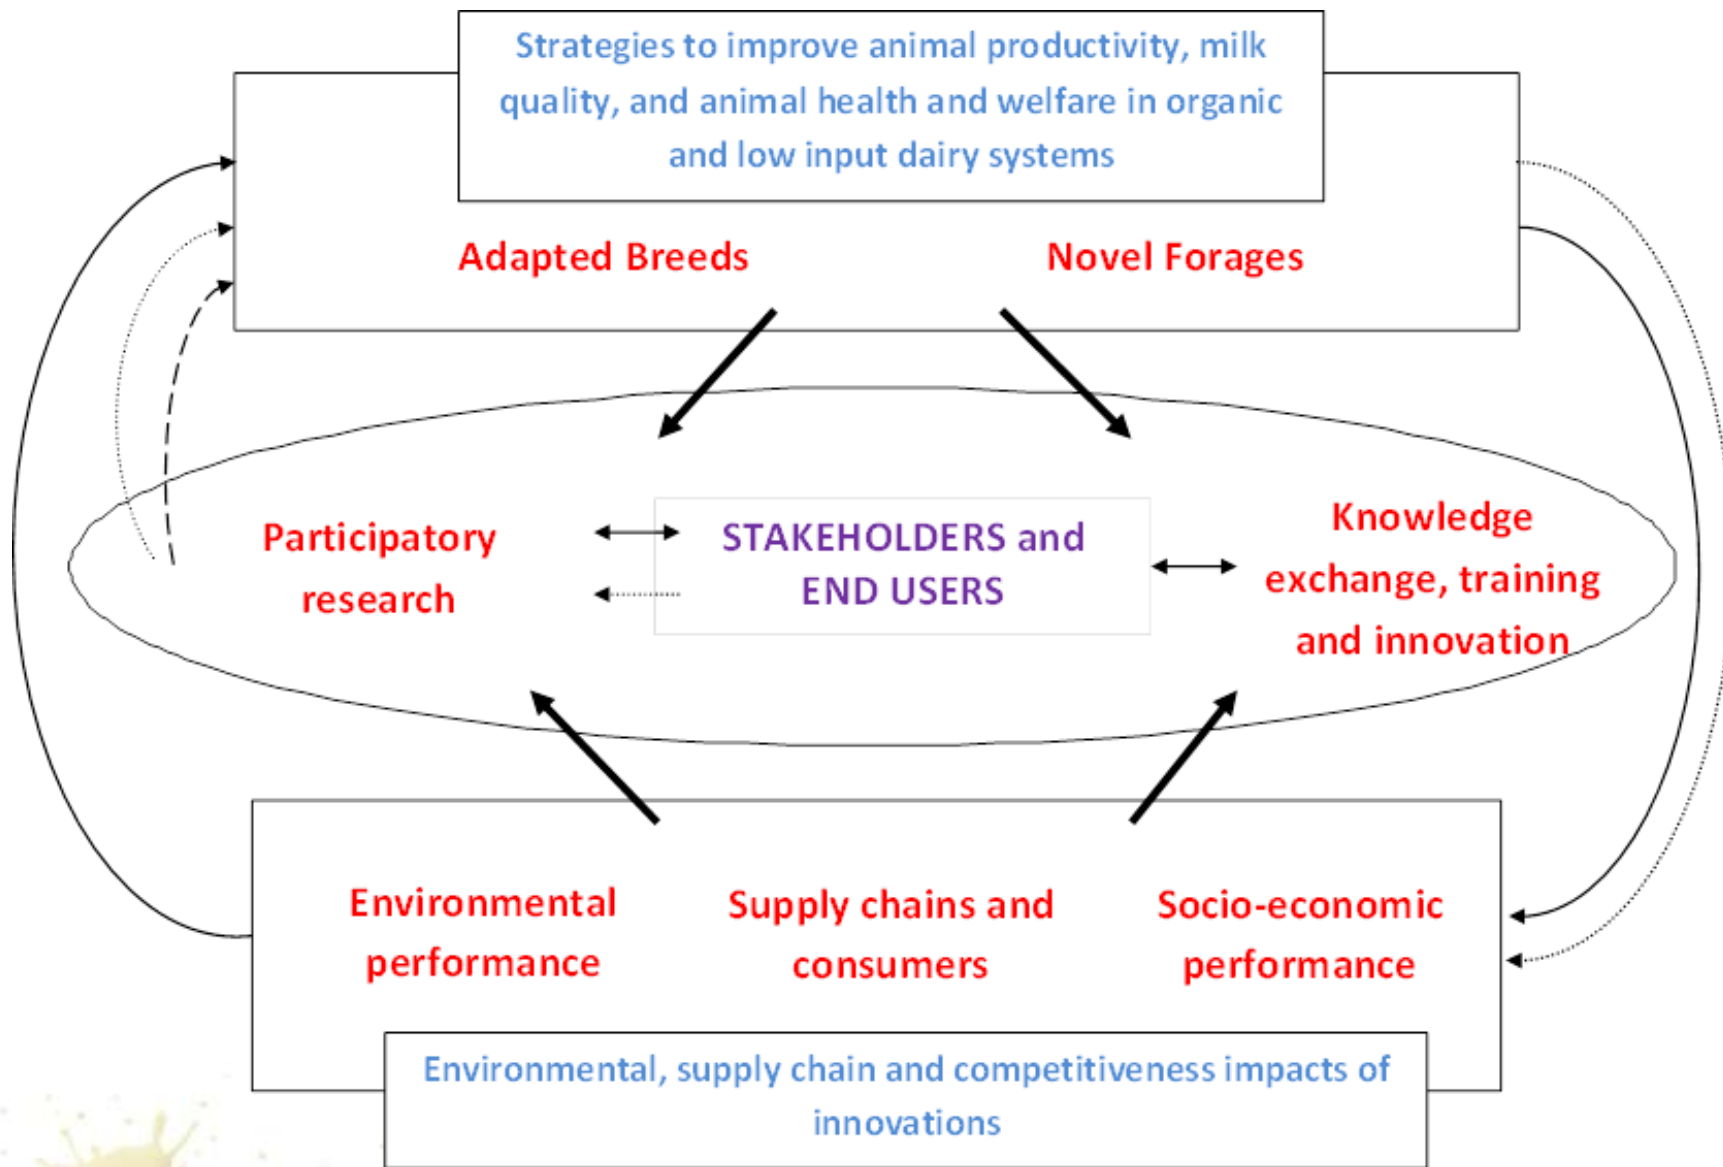 Strategies to improve animal productivity, milk
quality, and animal health and welfare in organic
and low input dairy systems
Adapted Breeds
Novel Forages
Participatory
research
STAKEHOLDERS and
END USERS
Knowledge
exchange, training
and innovation
Environmental
performance
Supply chains and
consumers
Socio-economic
performance
Environmental, supply chain and competitiveness impacts of
innovations